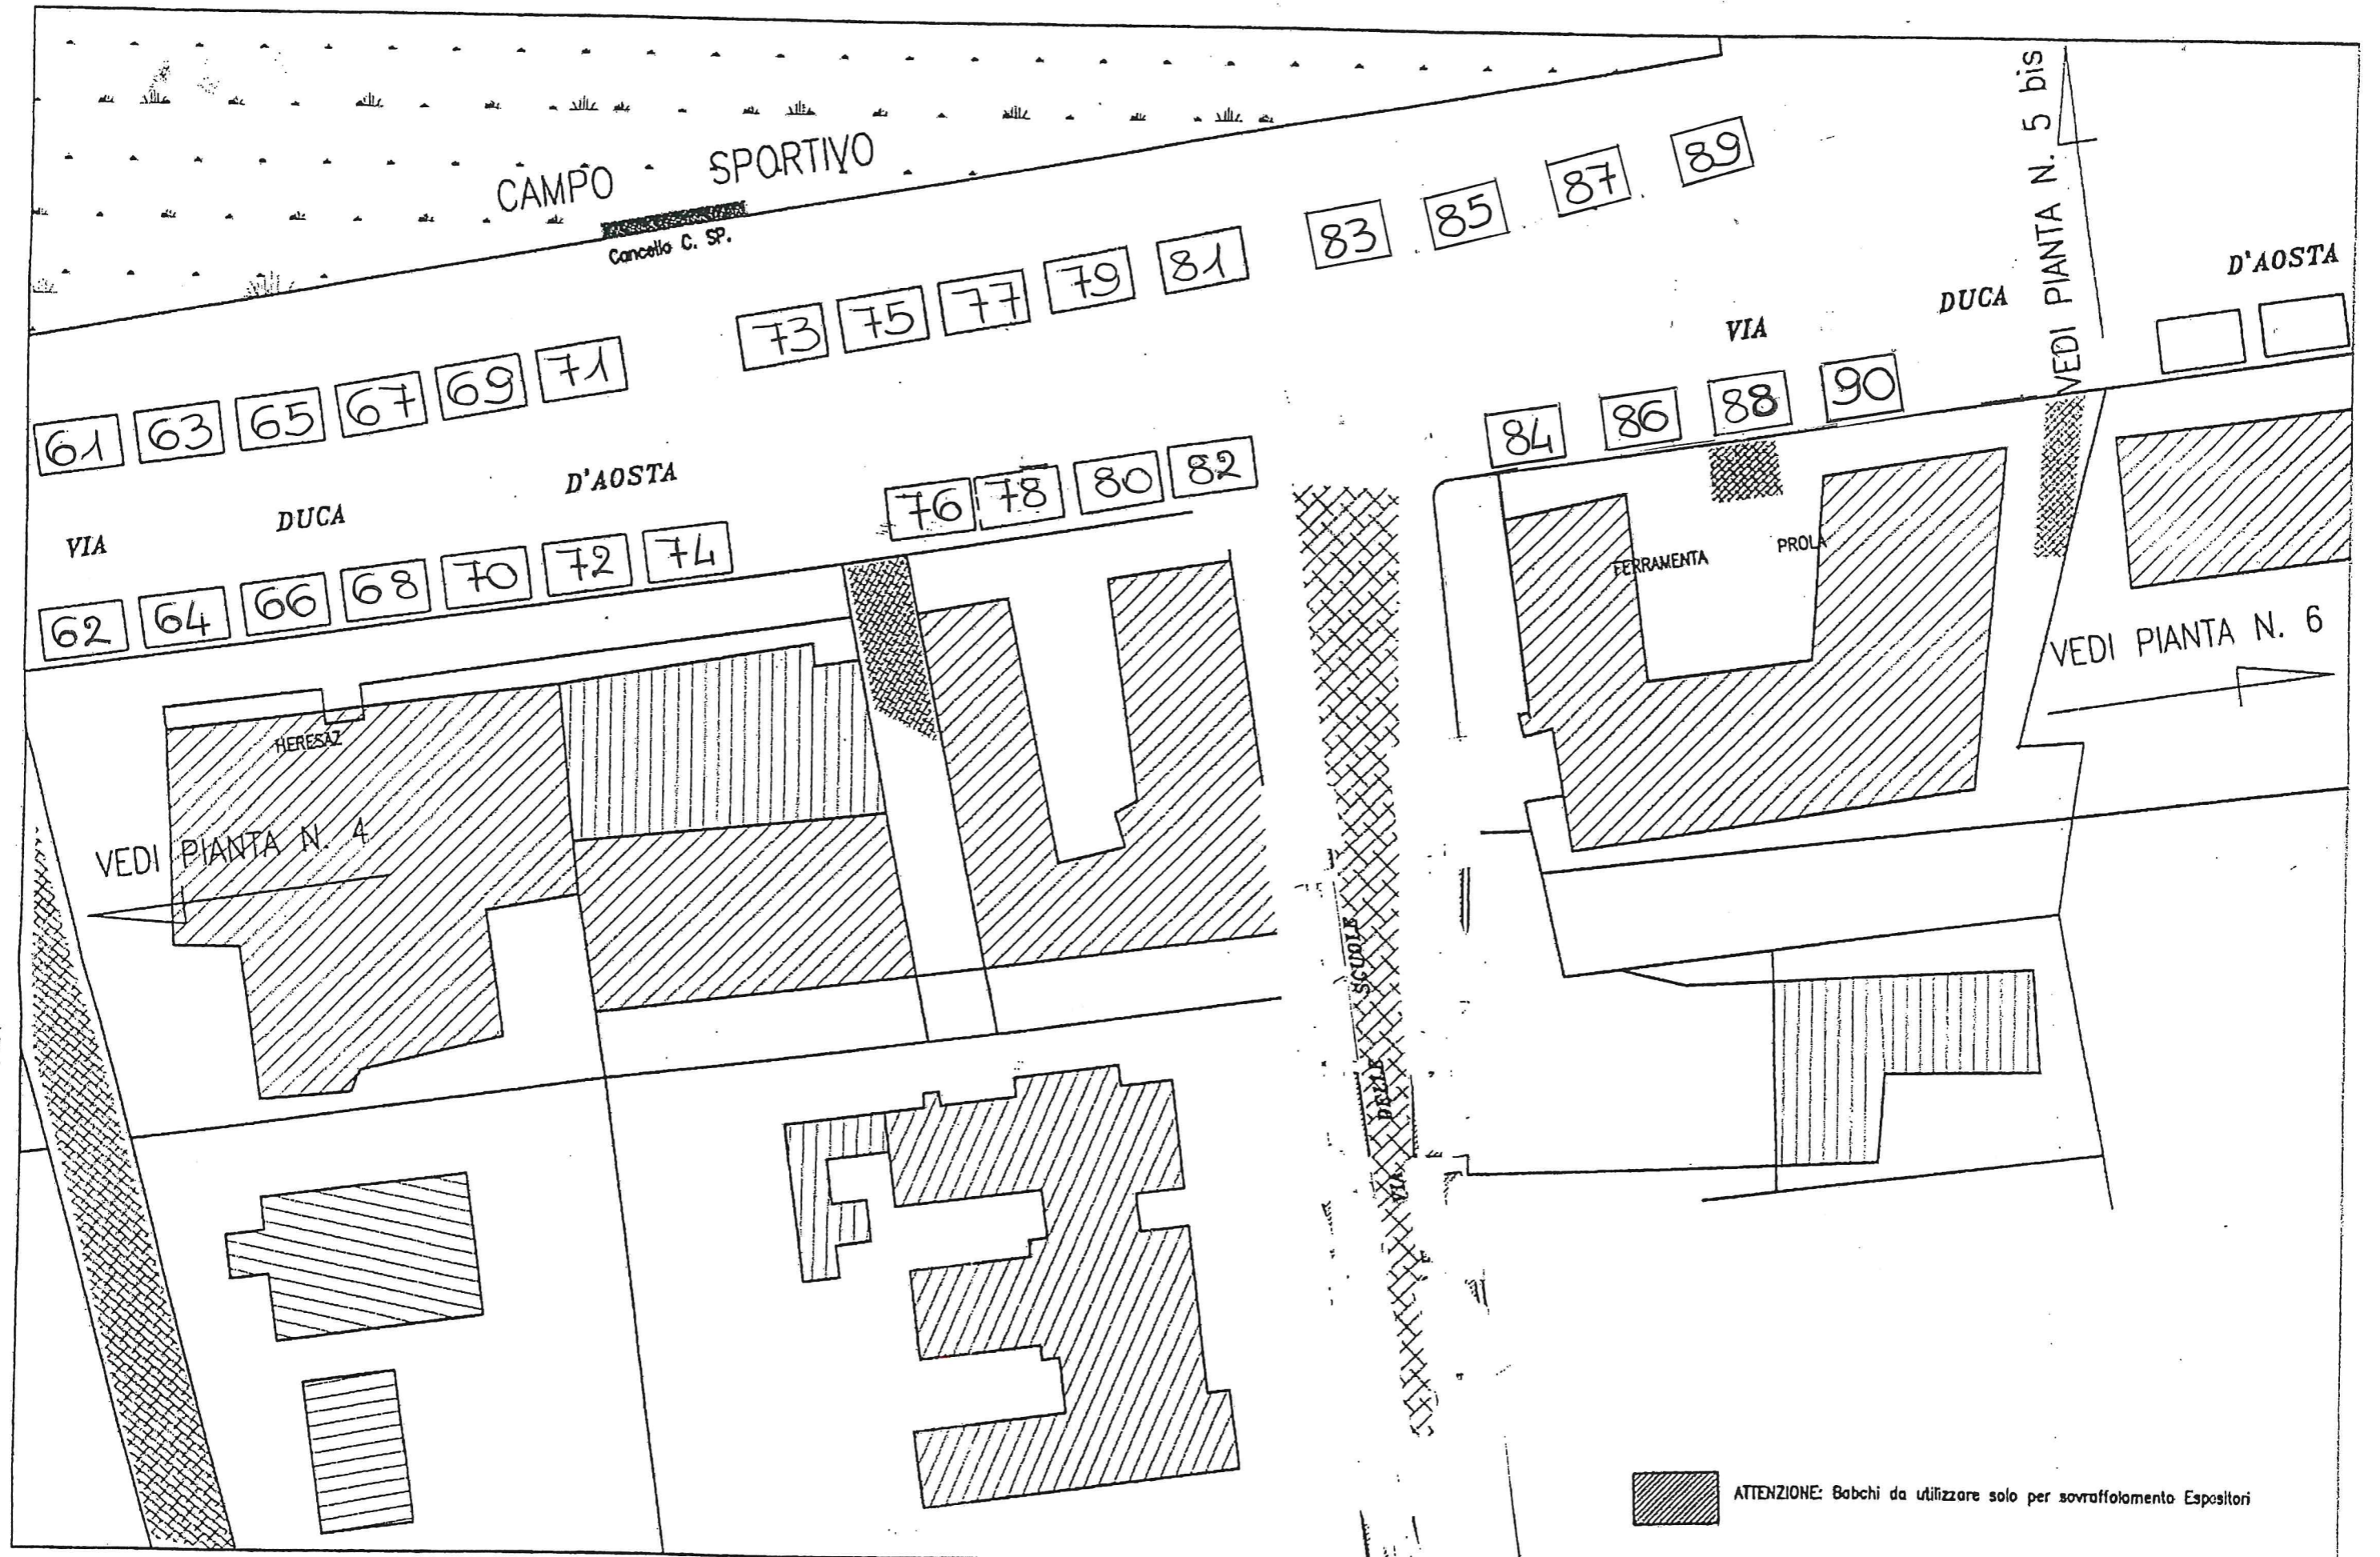 CAMPO SPORTIVO
Cancello C. SP.
VEDI PIANTA N. 5 bis
61 63 65 67 69 71 73 75 77 79 81 83 85 87 89
VIA DUCA D'AOSTA
VIA DUCA D'AOSTA
62 64 66 68 70 72 74 76 78 80 82 84 86 88 90
FERRAMENTA PROLA
HERESAZ
VEDI PIANTA N. 4
VEDI PIANTA N. 6
VIA DELLE SCUOLE
ATTENZIONE: Babchi da utilizzare solo per sovraffolamento Espositori